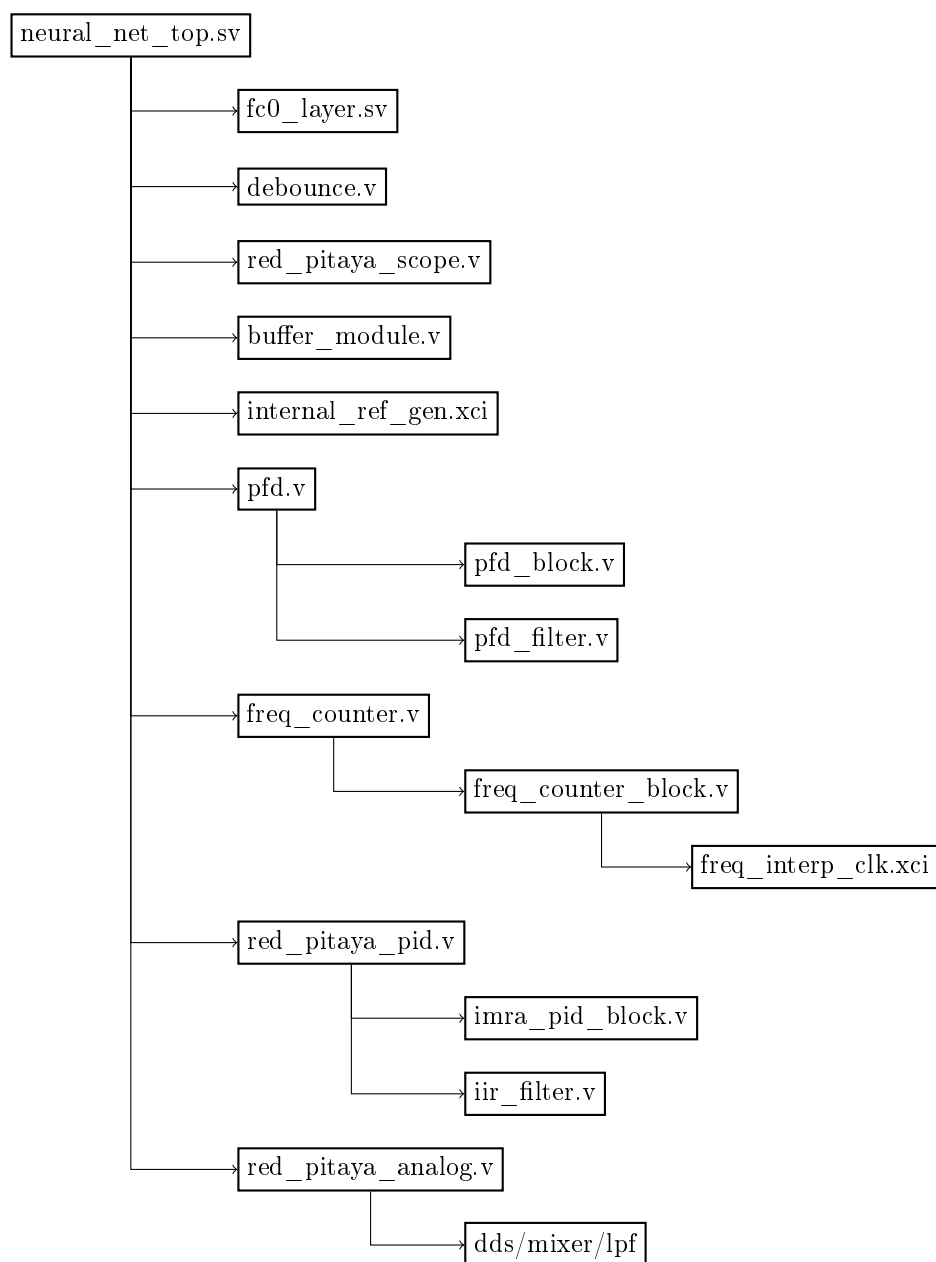 neural_net_top.sv
fc0_layer.sv
debounce.v
red_pitaya_scope.v
buffer_module.v
internal_ref_gen.xci
pfd.v
pfd_block.v
pfd_filter.v
freq_counter.v
freq_counter_block.v
freq_interp_clk.xci
red_pitaya_pid.v
imra_pid_block.v
iir_filter.v
red_pitaya_analog.v
dds/mixer/lpf